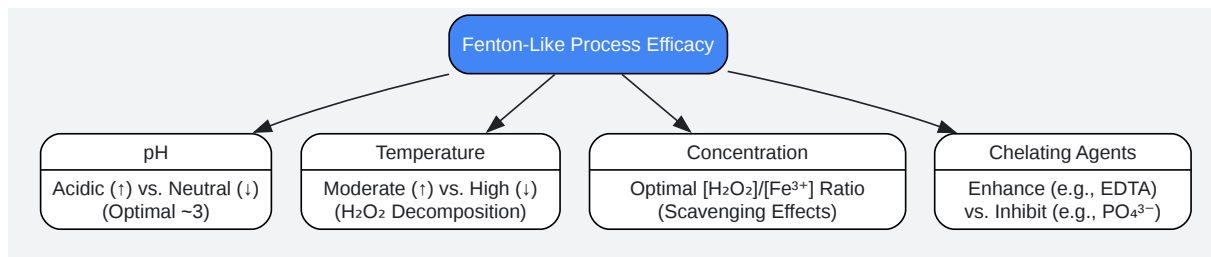 Fenton-Like Process Efficacy
pH
Acidic (↑) vs. Neutral (↓)
(Optimal ~3)
Temperature
Moderate (↑) vs. High (↓)
(H₂O₂ Decomposition)
Concentration
Optimal [H₂O₂]/[Fe³⁺] Ratio
(Scavenging Effects)
Chelating Agents
Enhance (e.g., EDTA)
vs. Inhibit (e.g., PO₄³⁻)